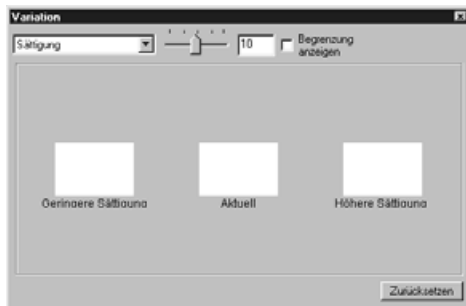 Variation
Sättigung
10
Begrenzung
anzeigen
Geringere Sättigung
Aktuell
Höhere Sättigung
Zurücksetzen